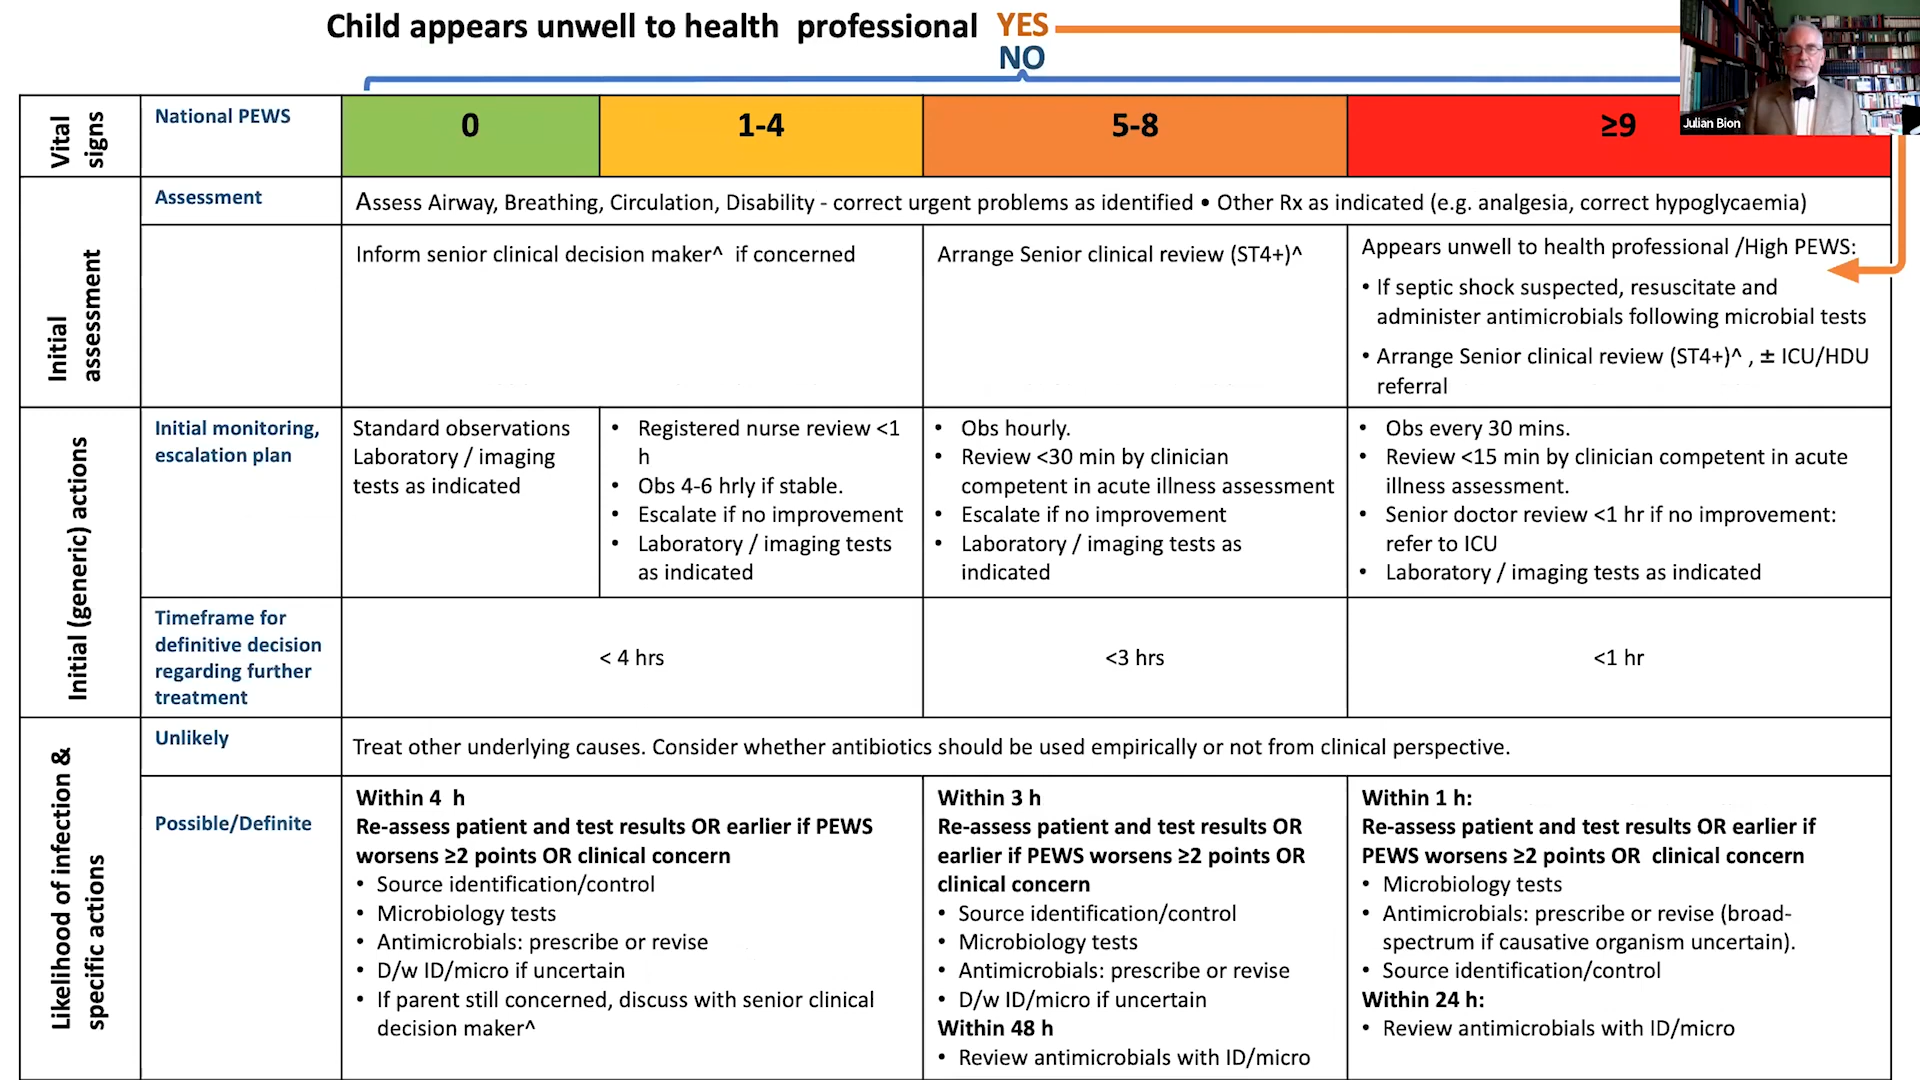 Child appears unwell to health professional YES
NO
Julian Bion
Vital
signs
National PEWS
0
1-4
5-8
≥9
Initial
assessment
Assessment
Assess Airway, Breathing, Circulation, Disability - correct urgent problems as identified • Other Rx as indicated (e.g. analgesia, correct hypoglycaemia)
Inform senior clinical decision maker^ if concerned
Arrange Senior clinical review (ST4+)^
Appears unwell to health professional /High PEWS:
• If septic shock suspected, resuscitate and
administer antimicrobials following microbial tests
• Arrange Senior clinical review (ST4+)^ , ± ICU/HDU
referral
Initial (generic) actions
Initial monitoring,
escalation plan
Standard observations
Laboratory / imaging
tests as indicated
• Registered nurse review <1
h
• Obs 4-6 hrly if stable.
• Escalate if no improvement
• Laboratory / imaging tests
as indicated
• Obs hourly.
• Review <30 min by clinician
competent in acute illness assessment
• Escalate if no improvement
• Laboratory / imaging tests as
indicated
• Obs every 30 mins.
• Review <15 min by clinician competent in acute
illness assessment.
• Senior doctor review <1 hr if no improvement:
refer to ICU
• Laboratory / imaging tests as indicated
Timeframe for
definitive decision
regarding further
treatment
< 4 hrs
<3 hrs
<1 hr
Likelihood of infection &
specific actions
Unlikely
Treat other underlying causes. Consider whether antibiotics should be used empirically or not from clinical perspective.
Possible/Definite
Within 4 h
Re-assess patient and test results OR earlier if PEWS
worsens ≥2 points OR clinical concern
• Source identification/control
• Microbiology tests
• Antimicrobials: prescribe or revise
• D/w ID/micro if uncertain
• If parent still concerned, discuss with senior clinical
decision maker^
Within 3 h
Re-assess patient and test results OR
earlier if PEWS worsens ≥2 points OR
clinical concern
• Source identification/control
• Microbiology tests
• Antimicrobials: prescribe or revise
• D/w ID/micro if uncertain
Within 48 h
• Review antimicrobials with ID/micro
Within 1 h:
Re-assess patient and test results OR earlier if
PEWS worsens ≥2 points OR clinical concern
• Microbiology tests
• Antimicrobials: prescribe or revise (broad-
spectrum if causative organism uncertain).
• Source identification/control
Within 24 h:
• Review antimicrobials with ID/micro